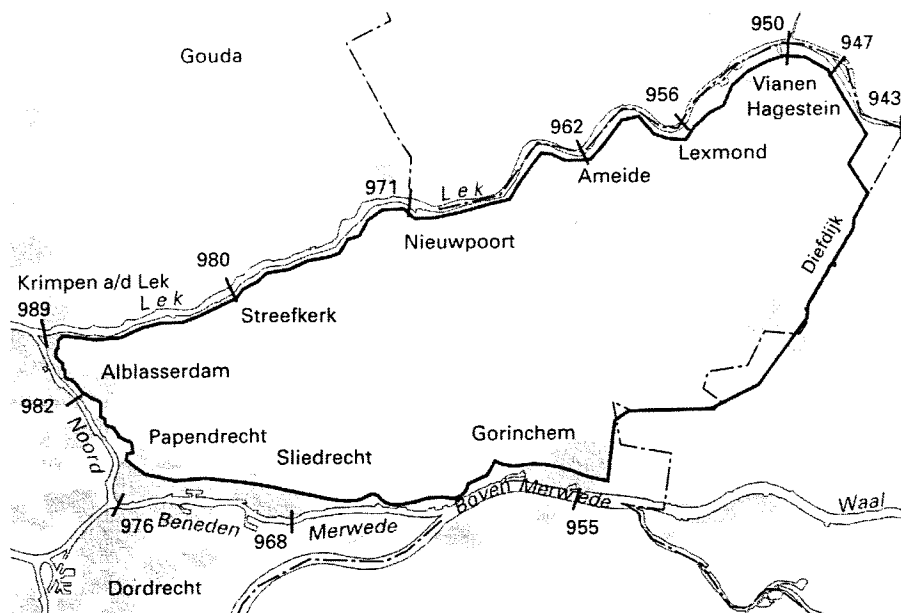 950
Gouda
947
Vianen
Hagestein
943
956
962
Lexmond
Ameide
971
Lek
Nieuwpoort
Diefdijk
980
Krimpen a/d Lek
Lek
989
Streefkerk
Alblasserdam
982
Noord
Papendrecht
Gorinchem
Sliedrecht
Boven Merwede
Waal
976
Beneden
968
Merwede
955
Dordrecht